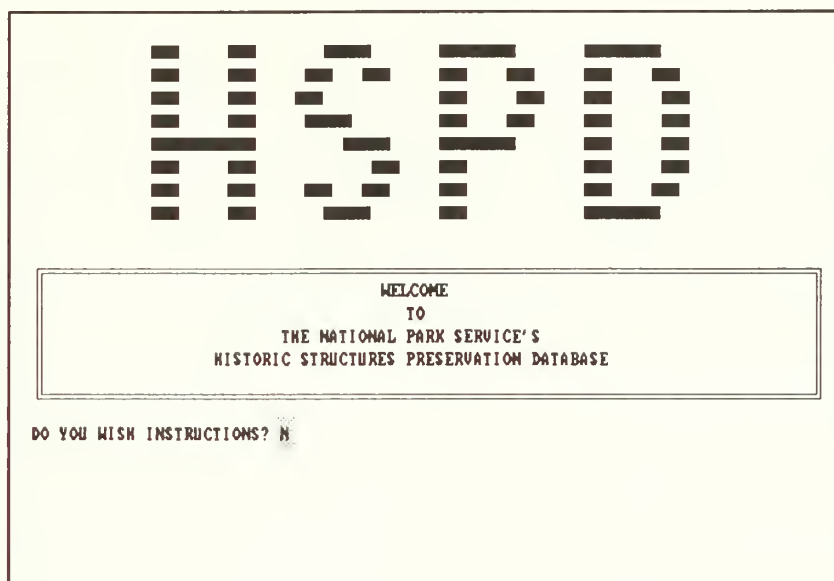 HSPD
WELCOME
TO
THE NATIONAL PARK SERVICE'S
HISTORIC STRUCTURES PRESERVATION DATABASE
DO YOU WISH INSTRUCTIONS? N